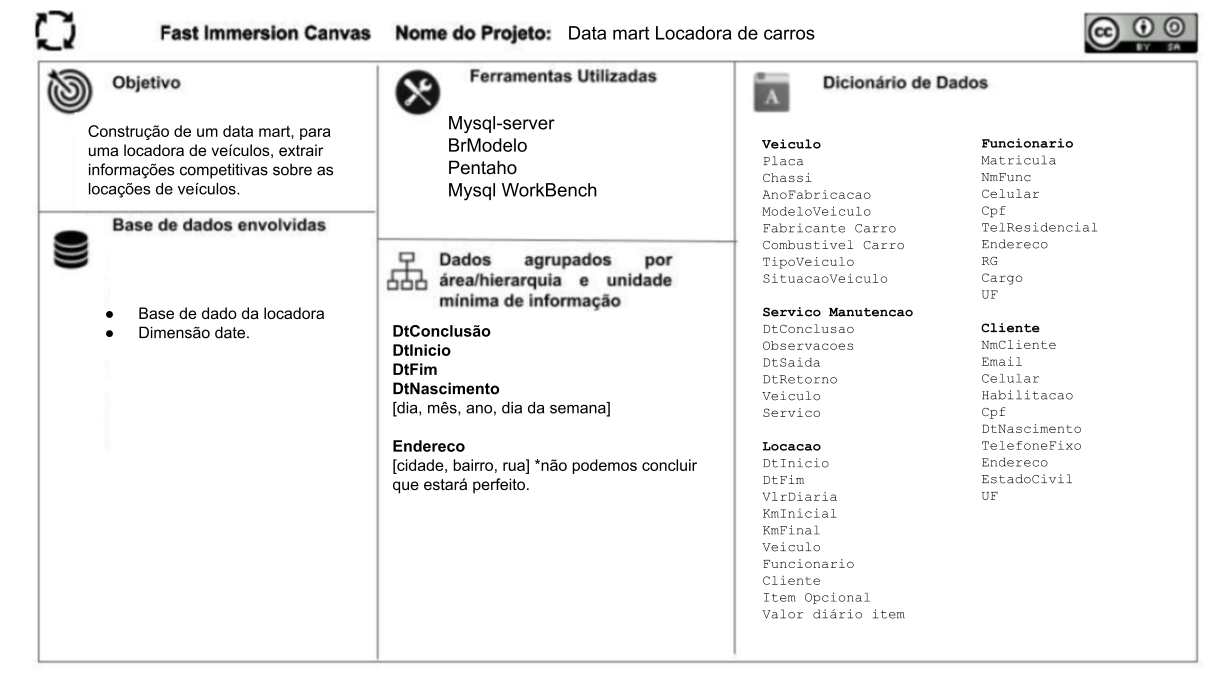 Fast Immersion Canvas Nome do Projeto: Data mart Locadora de carros
cc
BY SA
Objetivo
Construção de um data mart, para
uma locadora de veículos, extrair
informações competitivas sobre as
locações de veículos.
Base de dados envolvidas
● Base de dado da locadora
● Dimensão date.
Ferramentas Utilizadas
Mysql-server
BrModelo
Pentaho
Mysql WorkBench
Dados agrupados por
área/hierarquia e unidade
mínima de informação
DtConclusão
DtInicio
DtFim
DtNascimento
[dia, mês, ano, dia da semana]
Endereco
[cidade, bairro, rua] *não podemos concluir
que estará perfeito.
A
Dicionário de Dados
Veiculo
Placa
Chassi
AnoFabricacao
ModeloVeiculo
Fabricante Carro
Combustivel Carro
TipoVeiculo
SituacaoVeiculo
Servico Manutencao
DtConclusao
Observacoes
DtSaida
DtRetorno
Veiculo
Servico
Locacao
DtInicio
DtFim
VlrDiaria
KmInicial
KmFinal
Veiculo
Funcionario
Cliente
Item Opcional
Valor diário item
Funcionario
Matricula
NmFunc
Celular
Cpf
TelResidencial
Endereco
RG
Cargo
UF
Cliente
NmCliente
Email
Celular
Habilitacao
Cpf
DtNascimento
TelefoneFixo
Endereco
EstadoCivil
UF